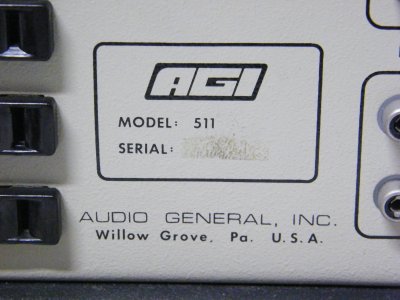 AGI
MODEL: 511
SERIAL:
AUDIO GENERAL, INC.
Willow Grove, Pa. U.S.A.